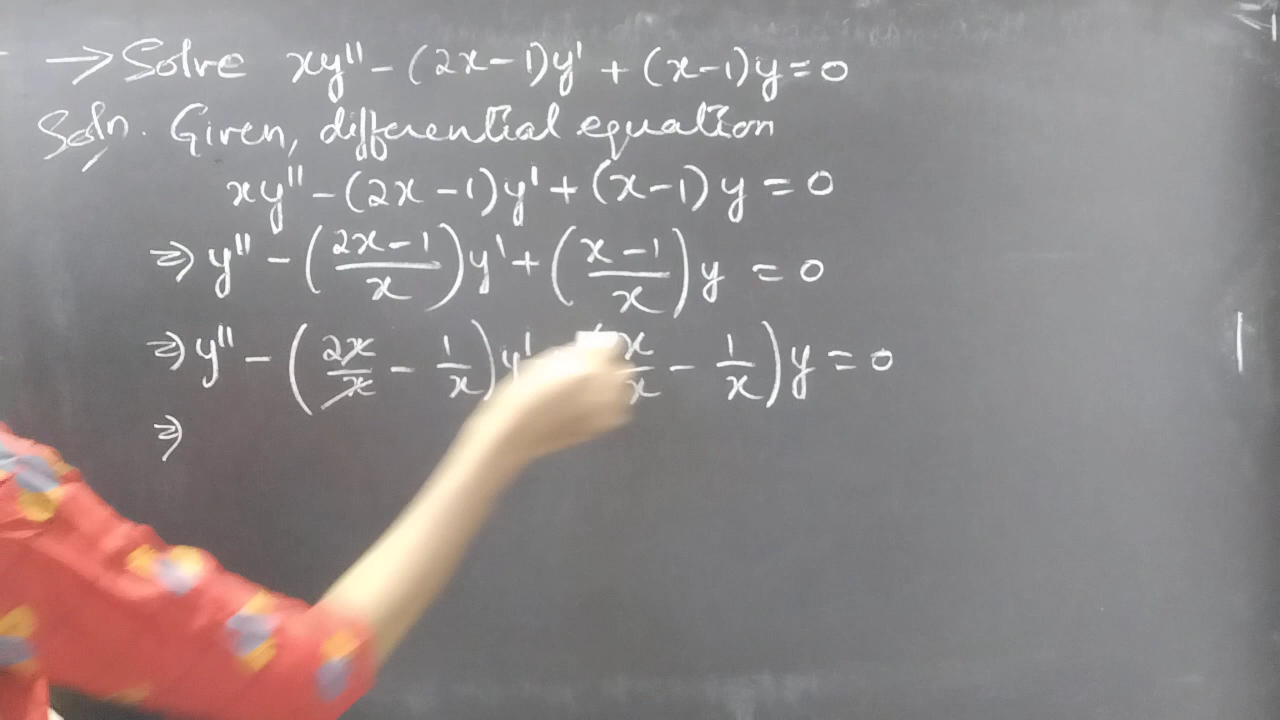 → Solve xy'' - (2x-1)y' + (x-1)y = 0
Soln. Given, differential equation
xy'' - (2x-1)y' + (x-1)y = 0
⇒ y'' - ((2x-1)/x)y' + ((x-1)/x)y = 0
⇒ y'' - (2x/x - 1/x)y' (x/x - 1/x)y = 0
⇒